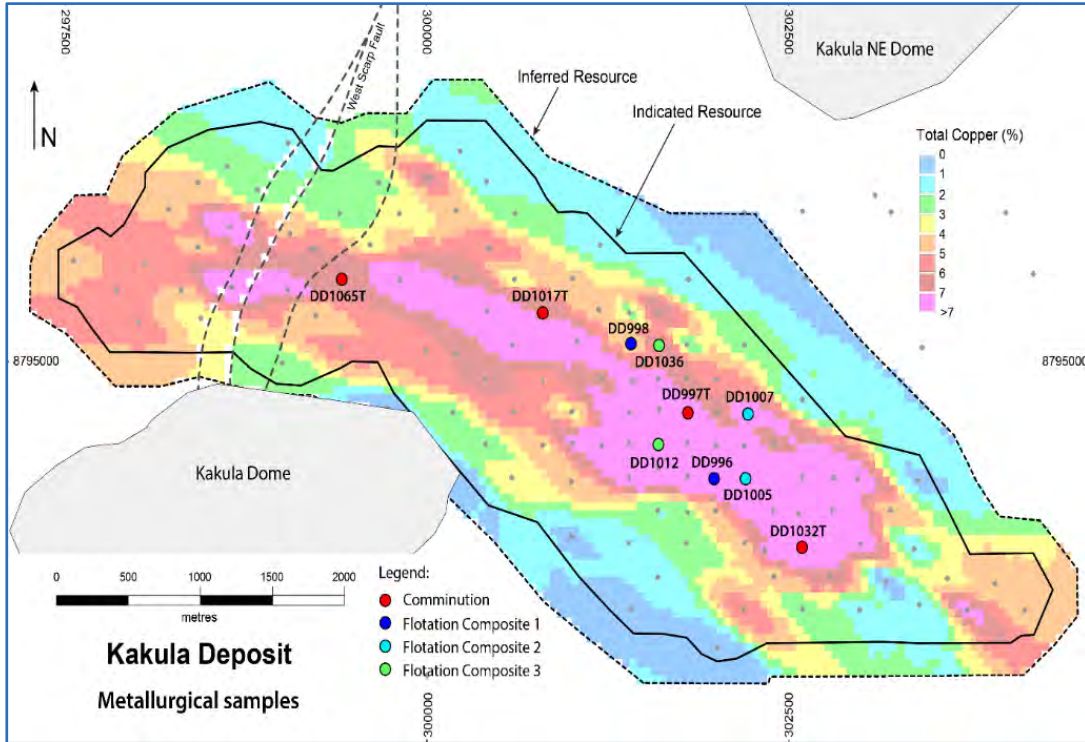 297500
300000
302500
Kakula NE Dome
West Scarp Fault
Inferred Resource
Indicated Resource
N
Total Copper (%)
0
1
2
3
4
5
6
7
>7
DD1065T
DD1017T
DD998
DD1036
8795000
8795000
DD997T
DD1007
DD1012
DD996
DD1005
Kakula Dome
DD1032T
0 500 1000 1500 2000
metres
Legend:
Comminution
Flotation Composite 1
Flotation Composite 2
Flotation Composite 3
Kakula Deposit
Metallurgical samples
300000
302500